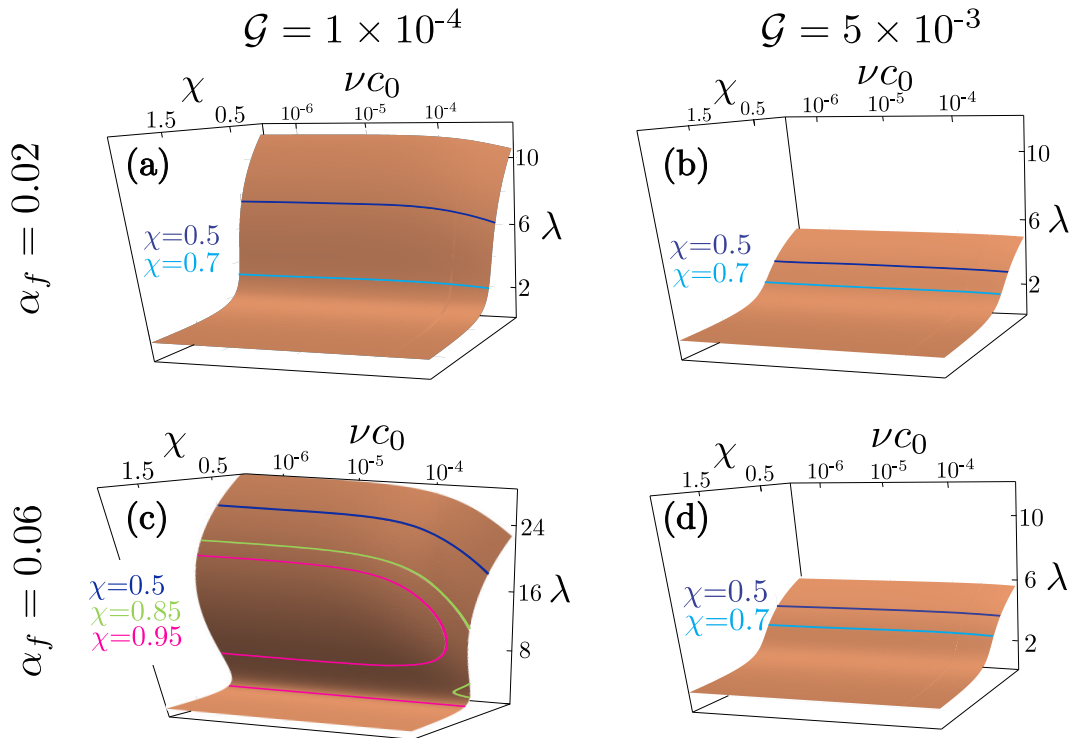 𝒢 = 1 × 10⁻⁴
𝒢 = 5 × 10⁻³
α_f = 0.02
(a)
χ
1.5
0.5
νc₀
10⁻⁶
10⁻⁵
10⁻⁴
χ=0.5
χ=0.7
10
6
λ
2
(b)
χ
1.5
0.5
νc₀
10⁻⁶
10⁻⁵
10⁻⁴
χ=0.5
χ=0.7
10
6
λ
2
α_f = 0.06
(c)
χ
1.5
0.5
νc₀
10⁻⁶
10⁻⁵
10⁻⁴
χ=0.5
χ=0.85
χ=0.95
24
16
λ
8
(d)
χ
1.5
0.5
νc₀
10⁻⁶
10⁻⁵
10⁻⁴
χ=0.5
χ=0.7
10
6
λ
2